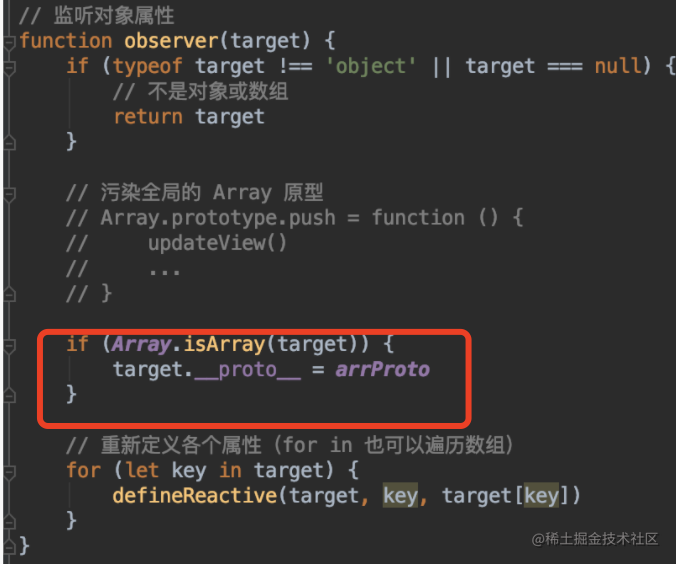 // 监听对象属性
function observer(target) {
    if (typeof target !== 'object' || target === null) {
        // 不是对象或数组
        return target
    }
    // 污染全局的 Array 原型
    // Array.prototype.push = function () {
    //     updateView()
    //     ...
    // }
    if (Array.isArray(target)) {
        target.__proto__ = arrProto
    }
    // 重新定义各个属性（for in 也可以遍历数组）
    for (let key in target) {
        defineReactive(target, key, target[key])
    }
}
@稀土掘金技术社区